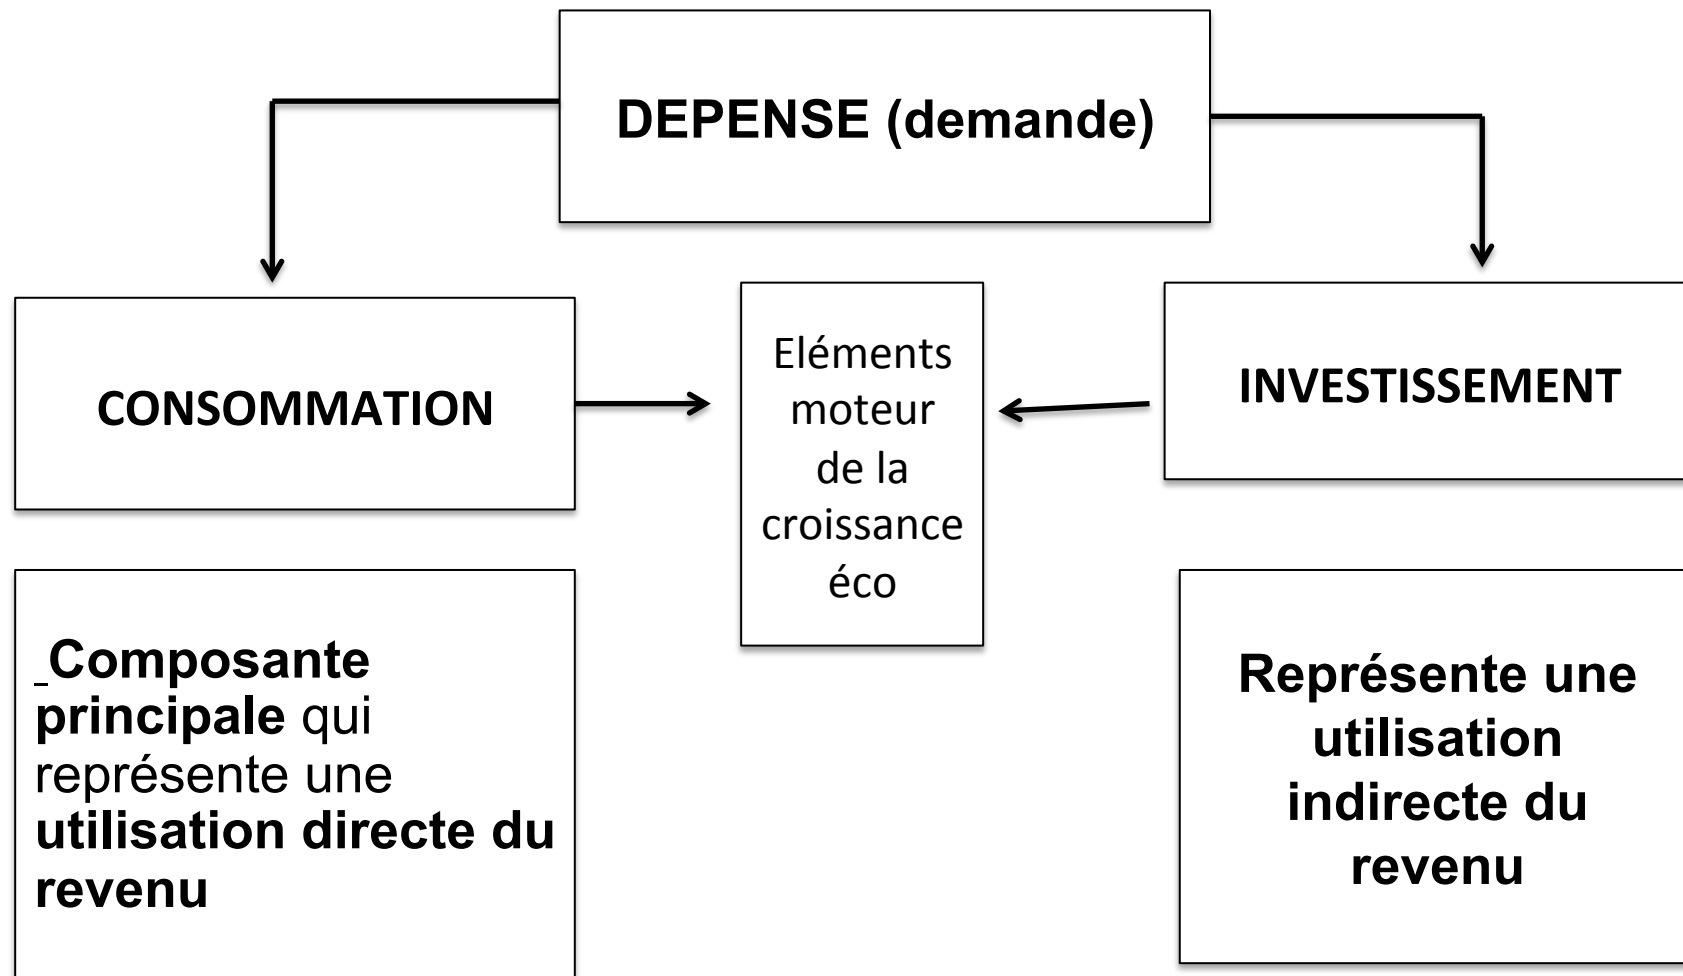 DEPENSE (demande)
CONSOMMATION
Eléments
moteur
de la
croissance
éco
INVESTISSEMENT
_Composante
principale qui
représente une
utilisation directe du
revenu
Représente une
utilisation
indirecte du
revenu